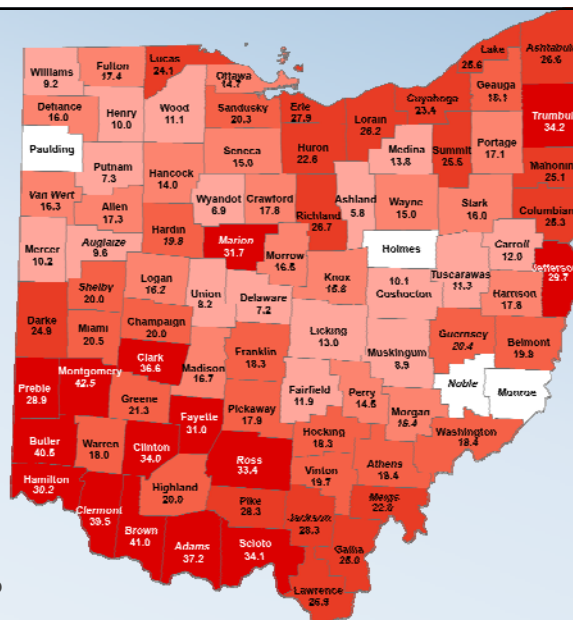 Williams
9.2
Fulton
17.4
Lucas
24.1
Ottawa
14.7
Lake
25.6
Ashtabula
26.6
Defiance
16.0
Henry
10.0
Wood
11.1
Sandusky
20.3
Erie
27.9
Lorain
26.2
Cuyahoga
23.4
Geauga
18.1
Trumbull
34.2
Paulding
Putnam
7.3
Hancock
14.0
Seneca
15.0
Huron
22.6
Medina
13.8
Summit
25.5
Portage
17.1
Mahoning
25.1
Van Wert
16.3
Allen
17.3
Wyandot
6.9
Crawford
17.8
Richland
26.7
Ashland
5.8
Wayne
15.0
Stark
16.0
Columbiana
25.3
Mercer
10.2
Auglaize
9.6
Hardin
19.8
Marion
31.7
Morrow
16.5
Holmes
Carroll
12.0
Jefferson
29.7
Shelby
20.0
Logan
16.2
Union
8.2
Delaware
7.2
Knox
15.8
10.1
Coshocton
Tuscarawas
11.3
Harrison
17.6
Darke
24.9
Miami
20.5
Champaign
20.0
Licking
13.0
Muskingum
8.9
Guernsey
20.4
Belmont
19.9
Preble
28.9
Montgomery
42.5
Clark
36.6
Madison
16.7
Franklin
18.3
Fairfield
11.9
Perry
14.5
Noble
Monroe
Greene
21.3
Fayette
31.0
Pickaway
17.9
Morgan
Washington
18.4
Butler
40.5
Warren
18.0
Clinton
34.0
Ross
33.4
Hocking
18.3
Hamilton
30.2
Highland
20.0
Vinton
19.7
Athens
Clermont
39.5
Brown
41.0
Adams
37.2
Pike
28.3
Scioto
34.1
Jackson
28.3
Meigs
Gallia
Lawrence
26.9